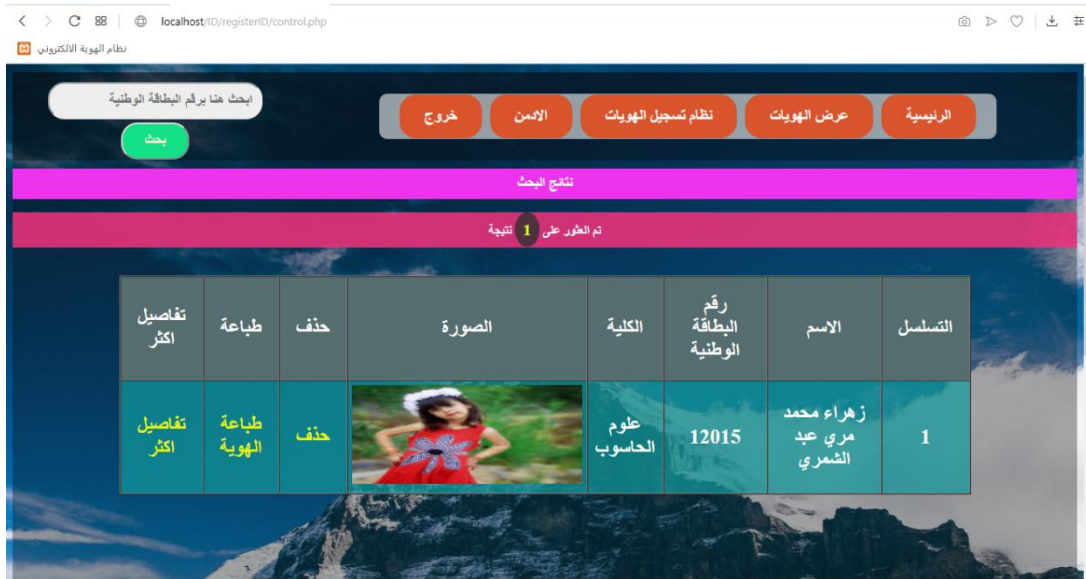 localhost/ID/registerID/control.php
نظام الهوية الالكتروني
ابحث هنا برقم البطاقة الوطنية
بحث
الرئيسية
عرض الهويات
نظام تسجيل الهويات
الادمن
خروج
نتائج البحث
تم العثور على 1 نتيجة
التسلسل
الاسم
رقم
البطاقة
الوطنية
الكلية
الصورة
حذف
طباعة
تفاصيل
اكثر
1
زهراء محمد
مري عبد
الشمري
12015
علوم
الحاسوب
حذف
طباعة
الهوية
تفاصيل
اكثر